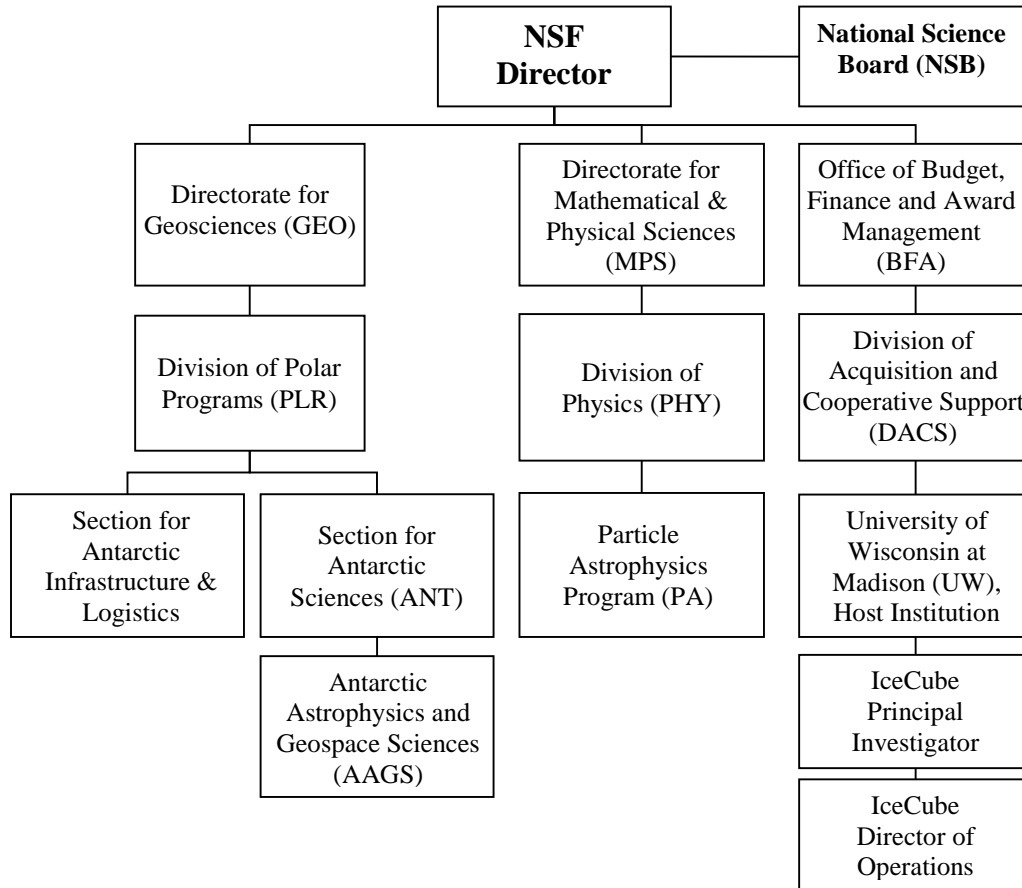 NSF
Director
National Science
Board (NSB)
Directorate for
Geosciences (GEO)
Directorate for
Mathematical &
Physical Sciences
(MPS)
Office of Budget,
Finance and Award
Management
(BFA)
Division of Polar
Programs (PLR)
Division of
Physics (PHY)
Division of
Acquisition and
Cooperative Support
(DACS)
Section for
Antarctic
Infrastructure &
Logistics
Section for
Antarctic
Sciences (ANT)
Particle
Astrophysics
Program (PA)
University of
Wisconsin at
Madison (UW),
Host Institution
Antarctic
Astrophysics and
Geospace Sciences
(AAGS)
IceCube
Principal
Investigator
IceCube
Director of
Operations